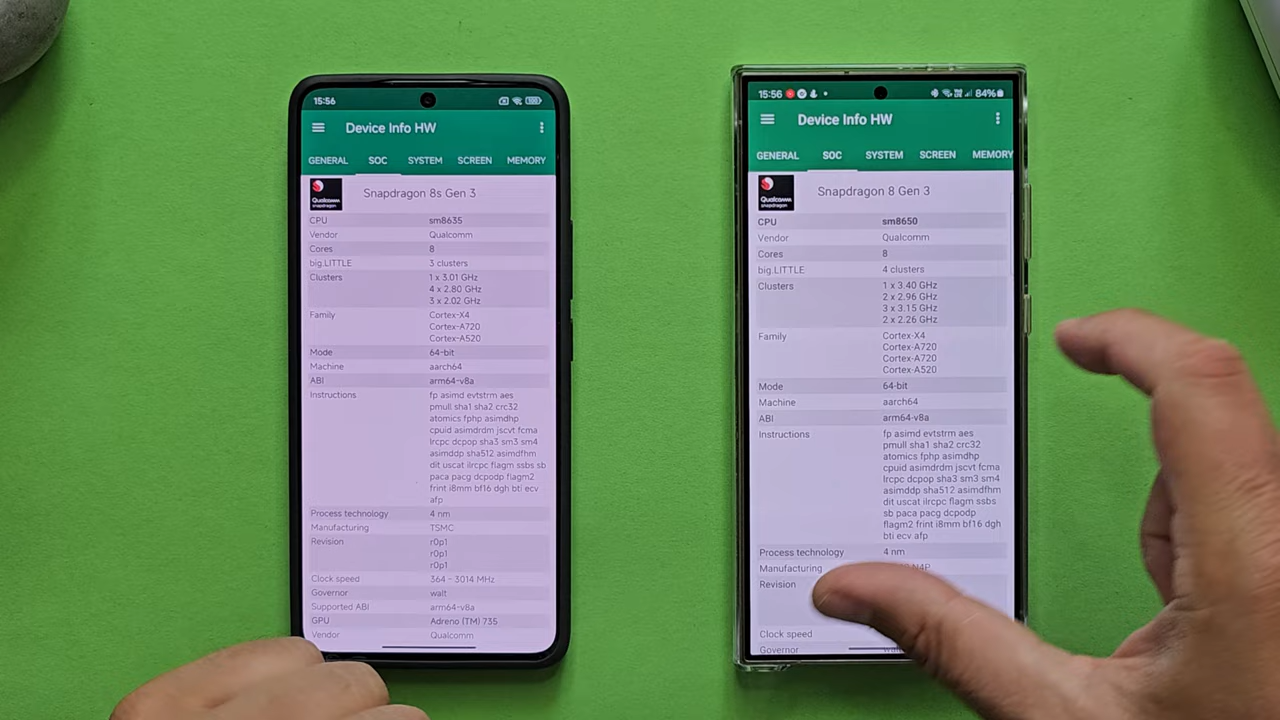 15:56
Device Info HW
GENERAL SOC SYSTEM SCREEN MEMORY
Qualcomm
snapdragon
Snapdragon 8s Gen 3
CPU sm8635
Vendor Qualcomm
Cores 8
big.LITTLE 3 clusters
Clusters 1 x 3.01 GHz
4 x 2.80 GHz
3 x 2.02 GHz
Family Cortex-X4
Cortex-A720
Cortex-A520
Mode 64-bit
Machine aarch64
ABI arm64-v8a
Instructions fp asimd evtstrm aes
pmull sha1 sha2 crc32
atomics fphp asimdhp
cpuid asimdrdm jscvt fcma
lrcpc dcpop sha3 sm3 sm4
asimddp sha512 asimdfhm
dit uscat ilrcpc flagm ssbs sb
paca pacg dcpodp flagm2
frint i8mm bf16 dgh bti ecv
afp
Process technology 4 nm
Manufacturing TSMC
Revision r0p1
r0p1
r0p1
Clock speed 364 - 3014 MHz
Governor walt
Supported ABI arm64-v8a
GPU Adreno (TM) 735
Vendor Qualcomm
15:56 84%
Device Info HW
GENERAL SOC SYSTEM SCREEN MEMORY
Qualcomm
snapdragon
Snapdragon 8 Gen 3
CPU sm8650
Vendor Qualcomm
Cores 8
big.LITTLE 4 clusters
Clusters 1 x 3.40 GHz
2 x 2.96 GHz
3 x 3.15 GHz
2 x 2.26 GHz
Family Cortex-X4
Cortex-A720
Cortex-A720
Cortex-A520
Mode 64-bit
Machine aarch64
ABI arm64-v8a
Instructions fp asimd evtstrm aes
pmull sha1 sha2 crc32
atomics fphp asimdhp
cpuid asimdrdm jscvt fcma
lrcpc dcpop sha3 sm3 sm4
asimddp sha512 asimdfhm
dit uscat ilrcpc flagm ssbs
sb paca pacg dcpodp
flagm2 frint i8mm bf16 dgh
bti ecv afp
Process technology 4 nm
Manufacturing N4P
Revision
Clock speed
Governor